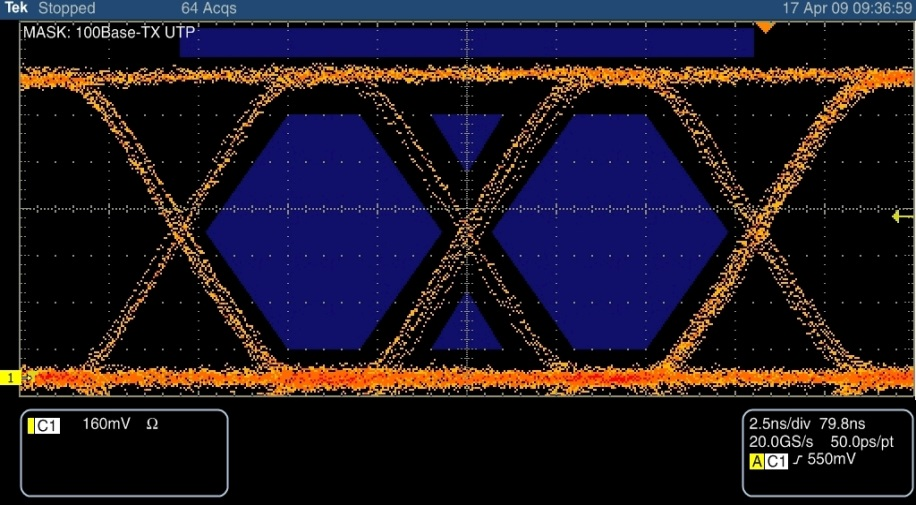 Tek Stopped 64 Acqs 17 Apr 09 09:36:59
MASK: 100Base-TX UTP
1
C1 160mV Ω
2.5ns/div 79.8ns
20.0GS/s 50.0ps/pt
A C1 550mV